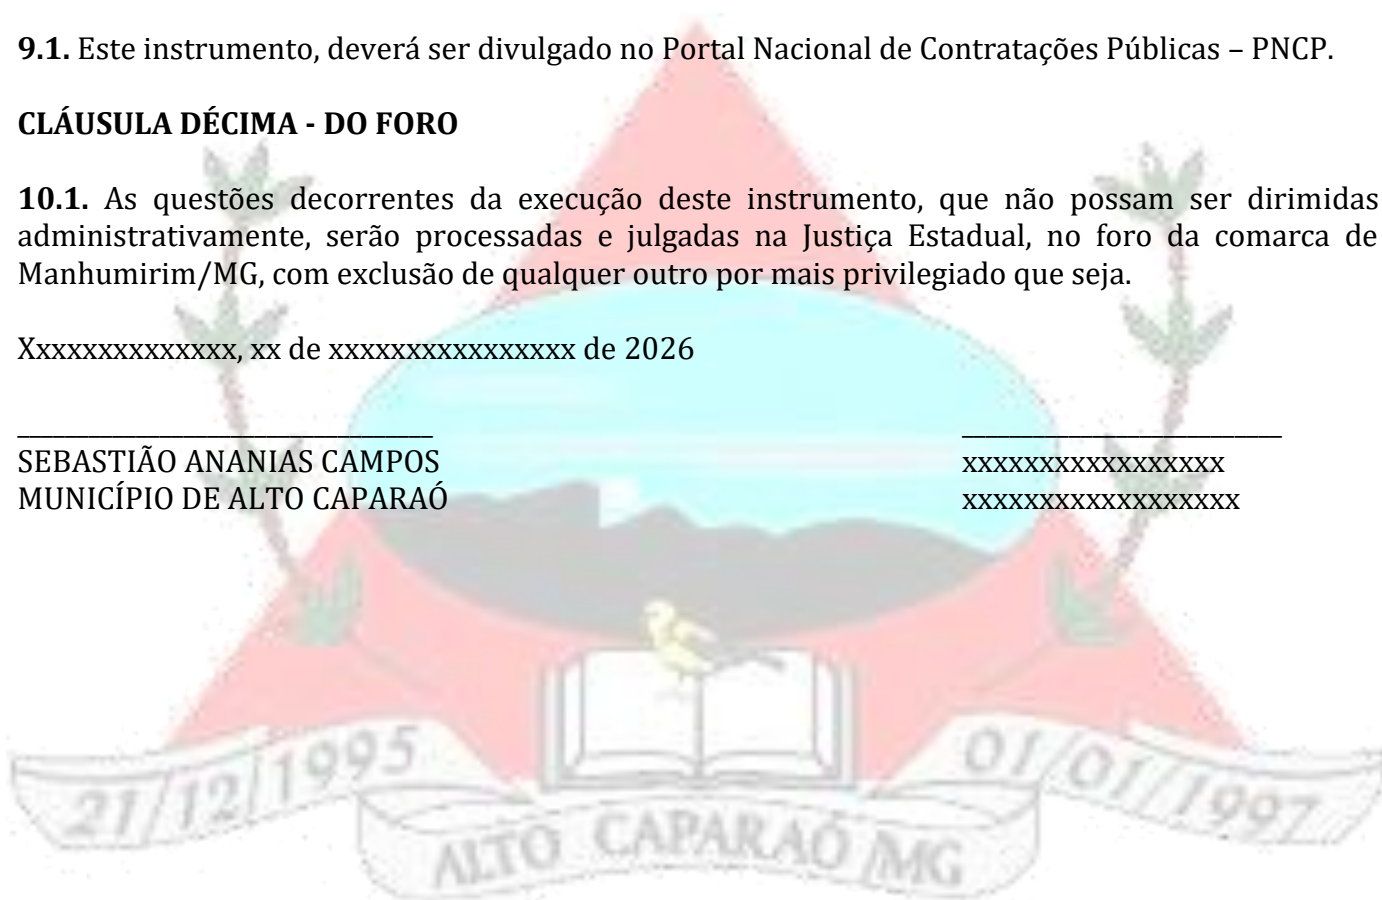 9.1. Este instrumento, deverá ser divulgado no Portal Nacional de Contratações Públicas – PNCP.
CLÁUSULA DÉCIMA - DO FORO
10.1. As questões decorrentes da execução deste instrumento, que não possam ser dirimidas
administrativamente, serão processadas e julgadas na Justiça Estadual, no foro da comarca de
Manhumirim/MG, com exclusão de qualquer outro por mais privilegiado que seja.
Xxxxxxxxxxxxxx, xx de xxxxxxxxxxxxxxxx de 2026
___________________________________ ___________________________
SEBASTIÃO ANANIAS CAMPOS xxxxxxxxxxxxxxxxx
MUNICÍPIO DE ALTO CAPARAÓ xxxxxxxxxxxxxxxxxx
21/12/1995 01/01/1997
ALTO CAPARAÓ/MG